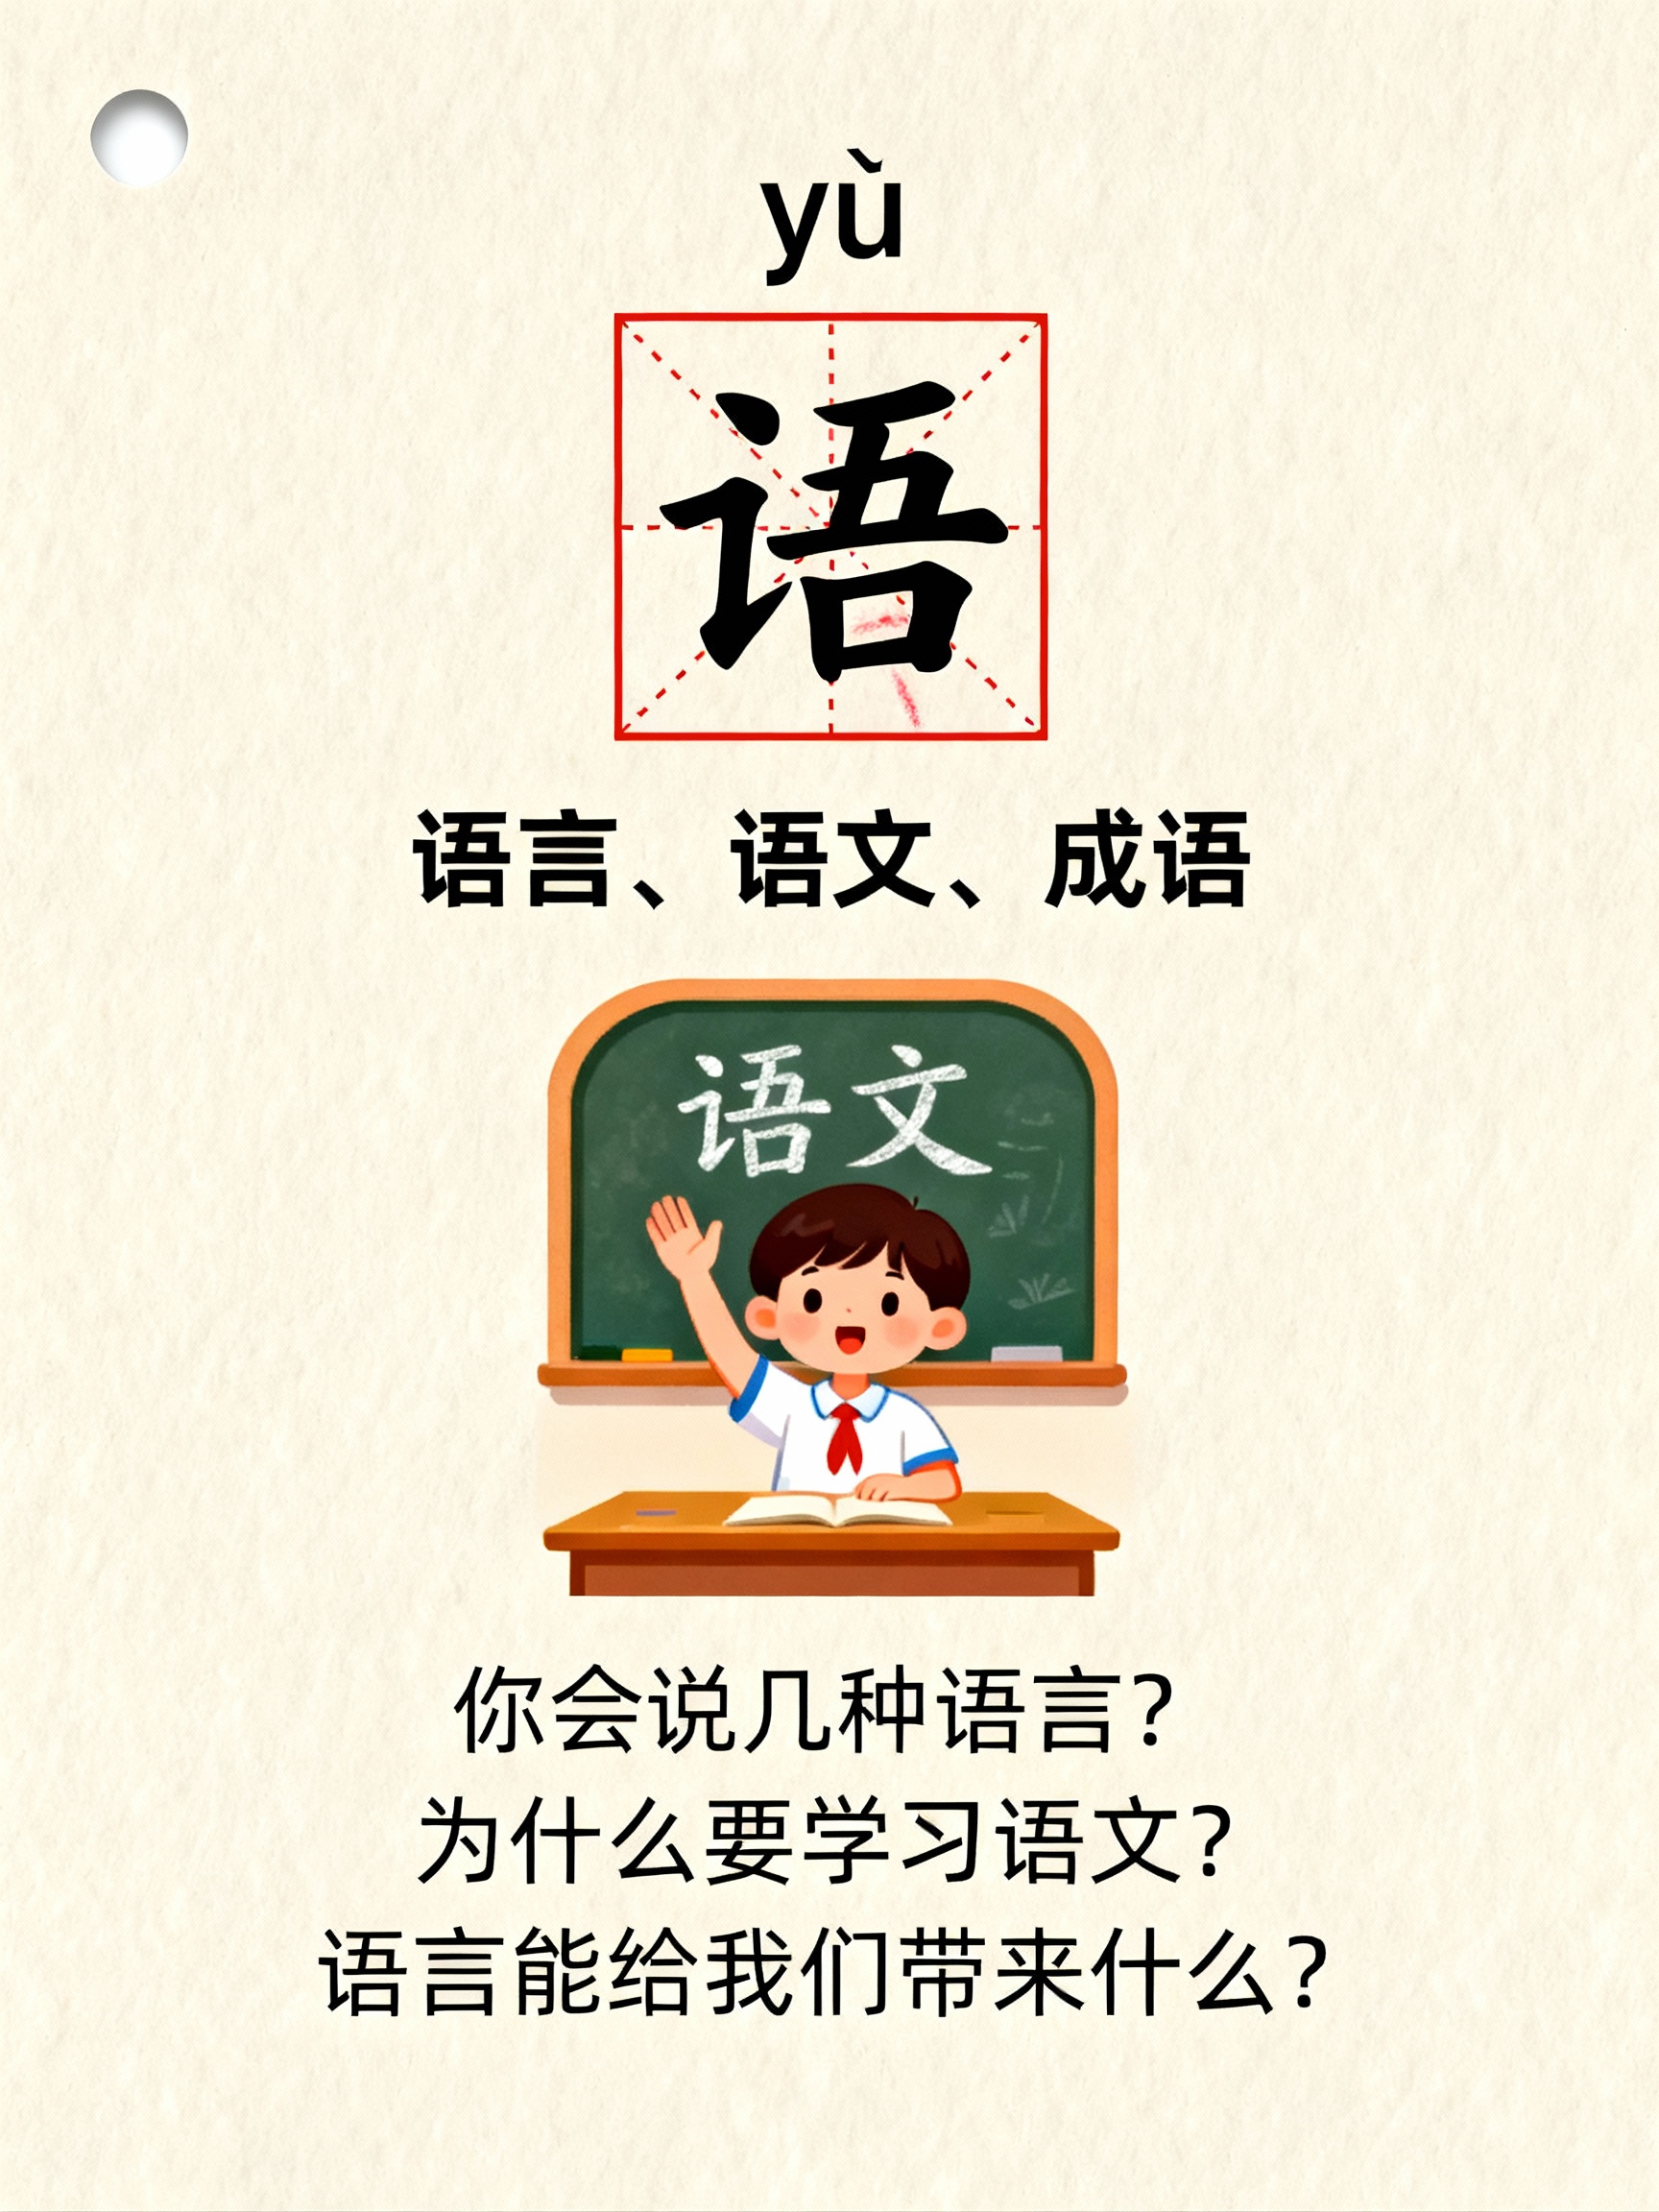 yǔ
语
语言、语文、成语
语文
你会说几种语言？
为什么要学习语文？
语言能给我们带来什么？